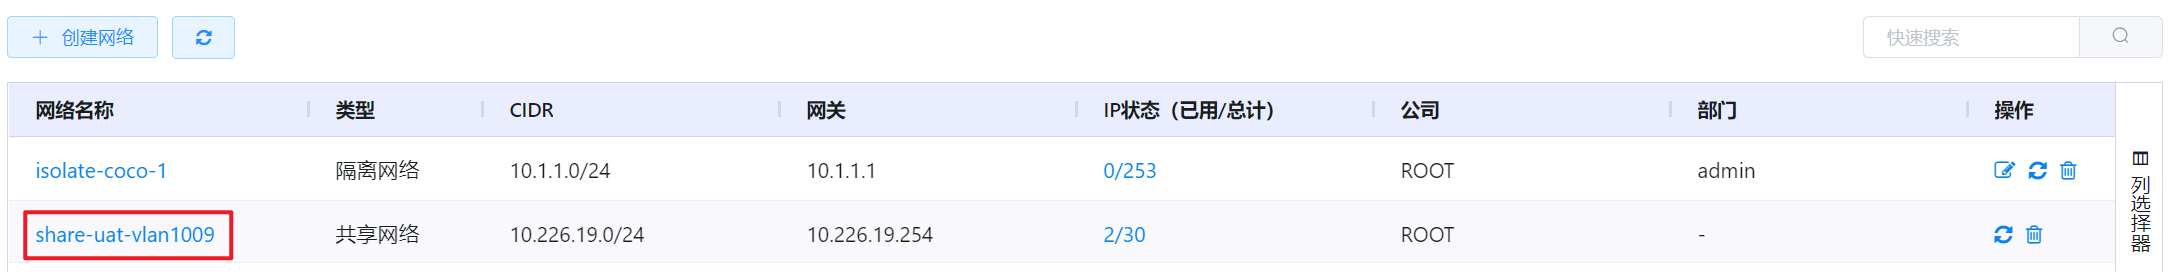 创建网络
快速搜索
网络名称 类型 CIDR 网关 IP状态（已用/总计） 公司 部门 操作
isolate-coco-1 隔离网络 10.1.1.0/24 10.1.1.1 0/253 ROOT admin
share-uat-vlan1009 共享网络 10.226.19.0/24 10.226.19.254 2/30 ROOT -
列选择器